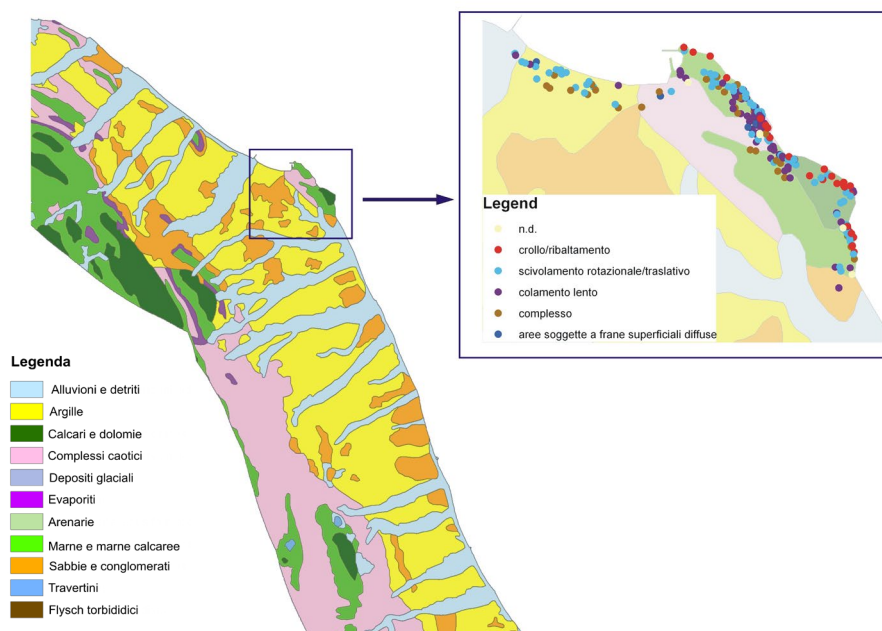 Legend
n.d.
crollo/ribaltamento
scivolamento rotazionale/traslativo
colamento lento
complesso
aree soggette a frane superficiali diffuse
Legenda
Alluvioni e detriti
Argille
Calcari e dolomie
Complessi caotici
Depositi glaciali
Evaporiti
Arenarie
Marne e marne calcaree
Sabbie e conglomerati
Travertini
Flysch torbididici